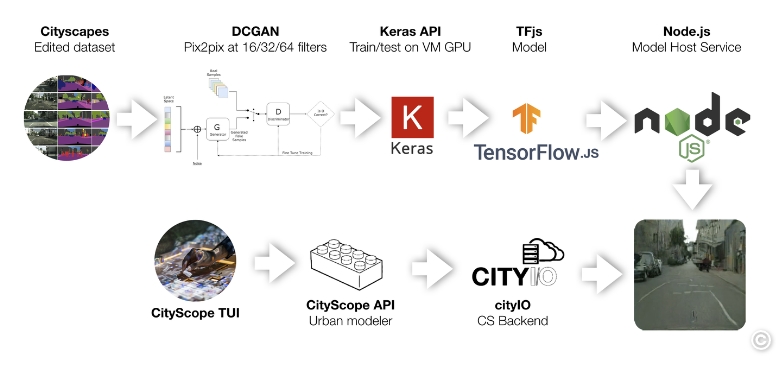 Cityscapes
Edited dataset
DCGAN
Pix2pix at 16/32/64 filters
Keras API
Train/test on VM GPU
TFjs
Model
Node.js
Model Host Service
Real
Samples
Latent
Space
G
Generator
D
Discriminator
Generated
Fake
Samples
Noise
Fine Tune Training
K
Keras
TensorFlow.JS
node
JS
CITYIO
CityScope TUI
CityScope API
Urban modeler
cityIO
CS Backend
©